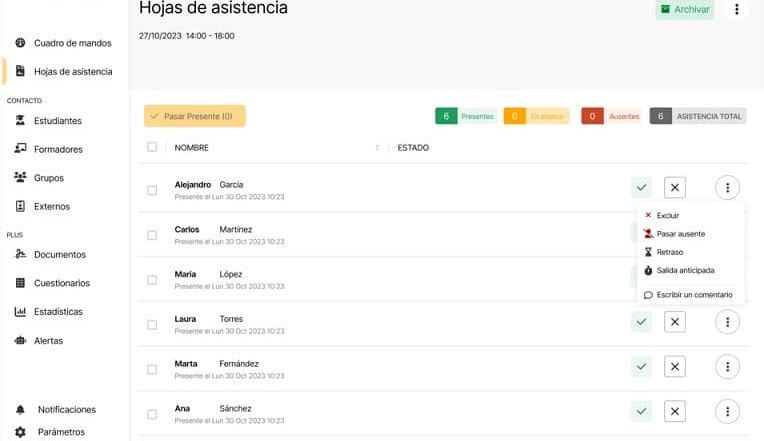 Hojas de asistencia
Archivar
27/10/2023 14:00 - 18:00
Cuadro de mandos
Hojas de asistencia
CONTACTO
Estudiantes
Formadores
Grupos
Externos
PLUS
Documentos
Cuestionarios
Estadísticas
Alertas
Notificaciones
Parámetros
Pasar Presente (0)
6 Presentes 0 En espera 0 Ausentes 6 ASISTENCIA TOTAL
NOMBRE ESTADO
Alejandro García
Presente el Lun 30 Oct 2023 10:23
Carlos Martínez
Presente el Lun 30 Oct 2023 10:23
Maria López
Presente el Lun 30 Oct 2023 10:23
Laura Torres
Presente el Lun 30 Oct 2023 10:23
Marta Fernández
Presente el Lun 30 Oct 2023 10:23
Ana Sánchez
Presente el Lun 30 Oct 2023 10:23
Excluir
Pasar ausente
Retraso
Salida anticipada
Escribir un comentario